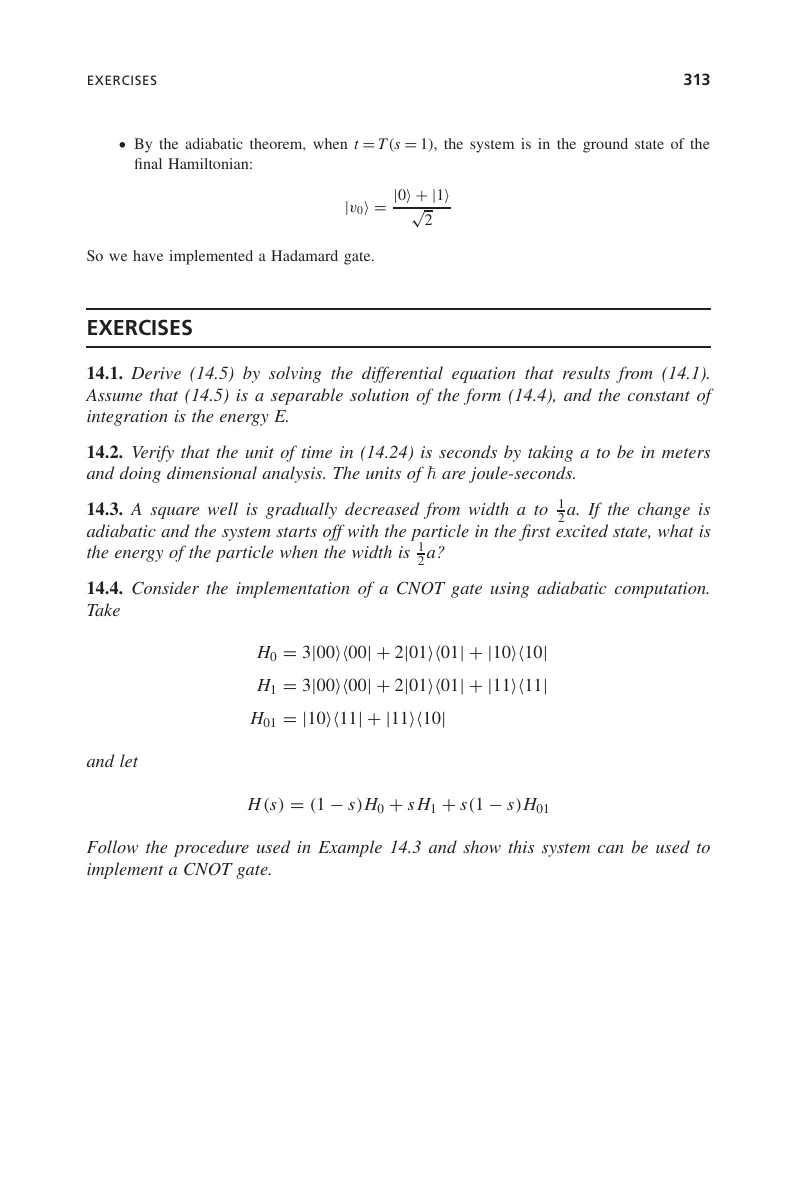 EXERCISES 313
• By the adiabatic theorem, when t = T(s = 1), the system is in the ground state of the
final Hamiltonian:
|v₀⟩ = (|0⟩ + |1⟩)/√2
So we have implemented a Hadamard gate.
EXERCISES
14.1. Derive (14.5) by solving the differential equation that results from (14.1).
Assume that (14.5) is a separable solution of the form (14.4), and the constant of
integration is the energy E.
14.2. Verify that the unit of time in (14.24) is seconds by taking a to be in meters
and doing dimensional analysis. The units of ħ are joule-seconds.
14.3. A square well is gradually decreased from width a to ½a. If the change is
adiabatic and the system starts off with the particle in the first excited state, what is
the energy of the particle when the width is ½a?
14.4. Consider the implementation of a CNOT gate using adiabatic computation.
Take
H₀ = 3|00⟩⟨00| + 2|01⟩⟨01| + |10⟩⟨10|
H₁ = 3|00⟩⟨00| + 2|01⟩⟨01| + |11⟩⟨11|
H₀₁ = |10⟩⟨11| + |11⟩⟨10|
and let
H(s) = (1 − s)H₀ + sH₁ + s(1 − s)H₀₁
Follow the procedure used in Example 14.3 and show this system can be used to
implement a CNOT gate.